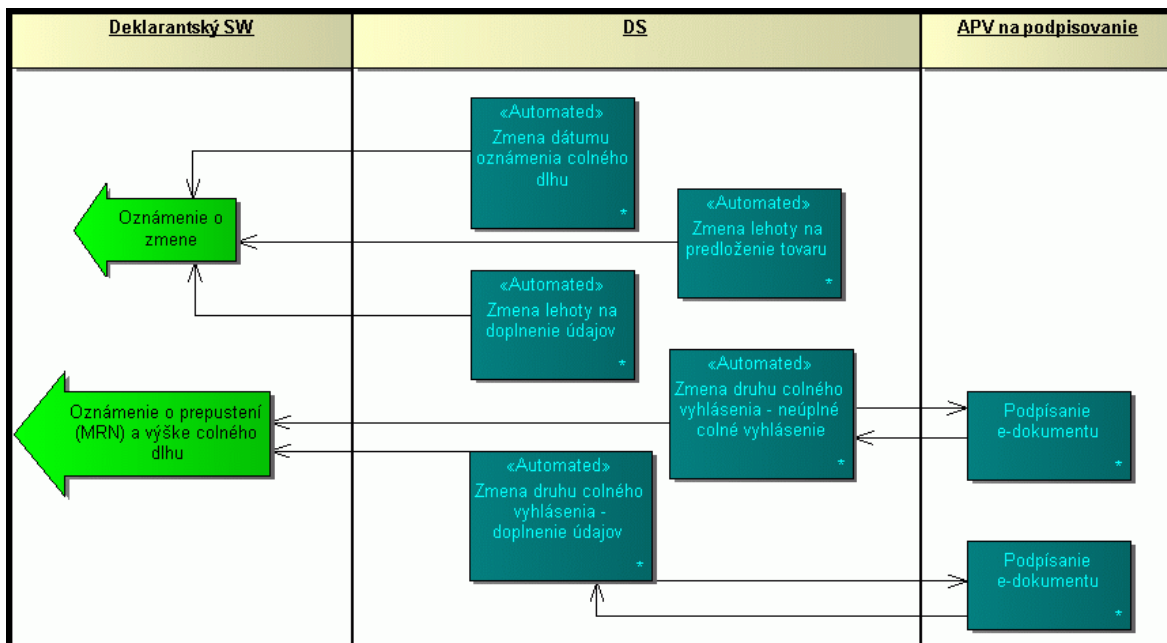 Deklarantský SW
DS
APV na podpisovanie
«Automated»
Zmena dátumu
oznámenia colného
dlhu
*
Oznámenie o
zmene
«Automated»
Zmena lehoty na
predloženie tovaru
*
«Automated»
Zmena lehoty na
doplnenie údajov
*
«Automated»
Zmena druhu colného
vyhlásenia - neúplné
colné vyhlásenie
*
Oznámenie o prepustení
(MRN) a výške colného
dlhu
Podpísanie
e-dokumentu
*
«Automated»
Zmena druhu colného
vyhlásenia -
doplnenie údajov
*
Podpísanie
e-dokumentu
*